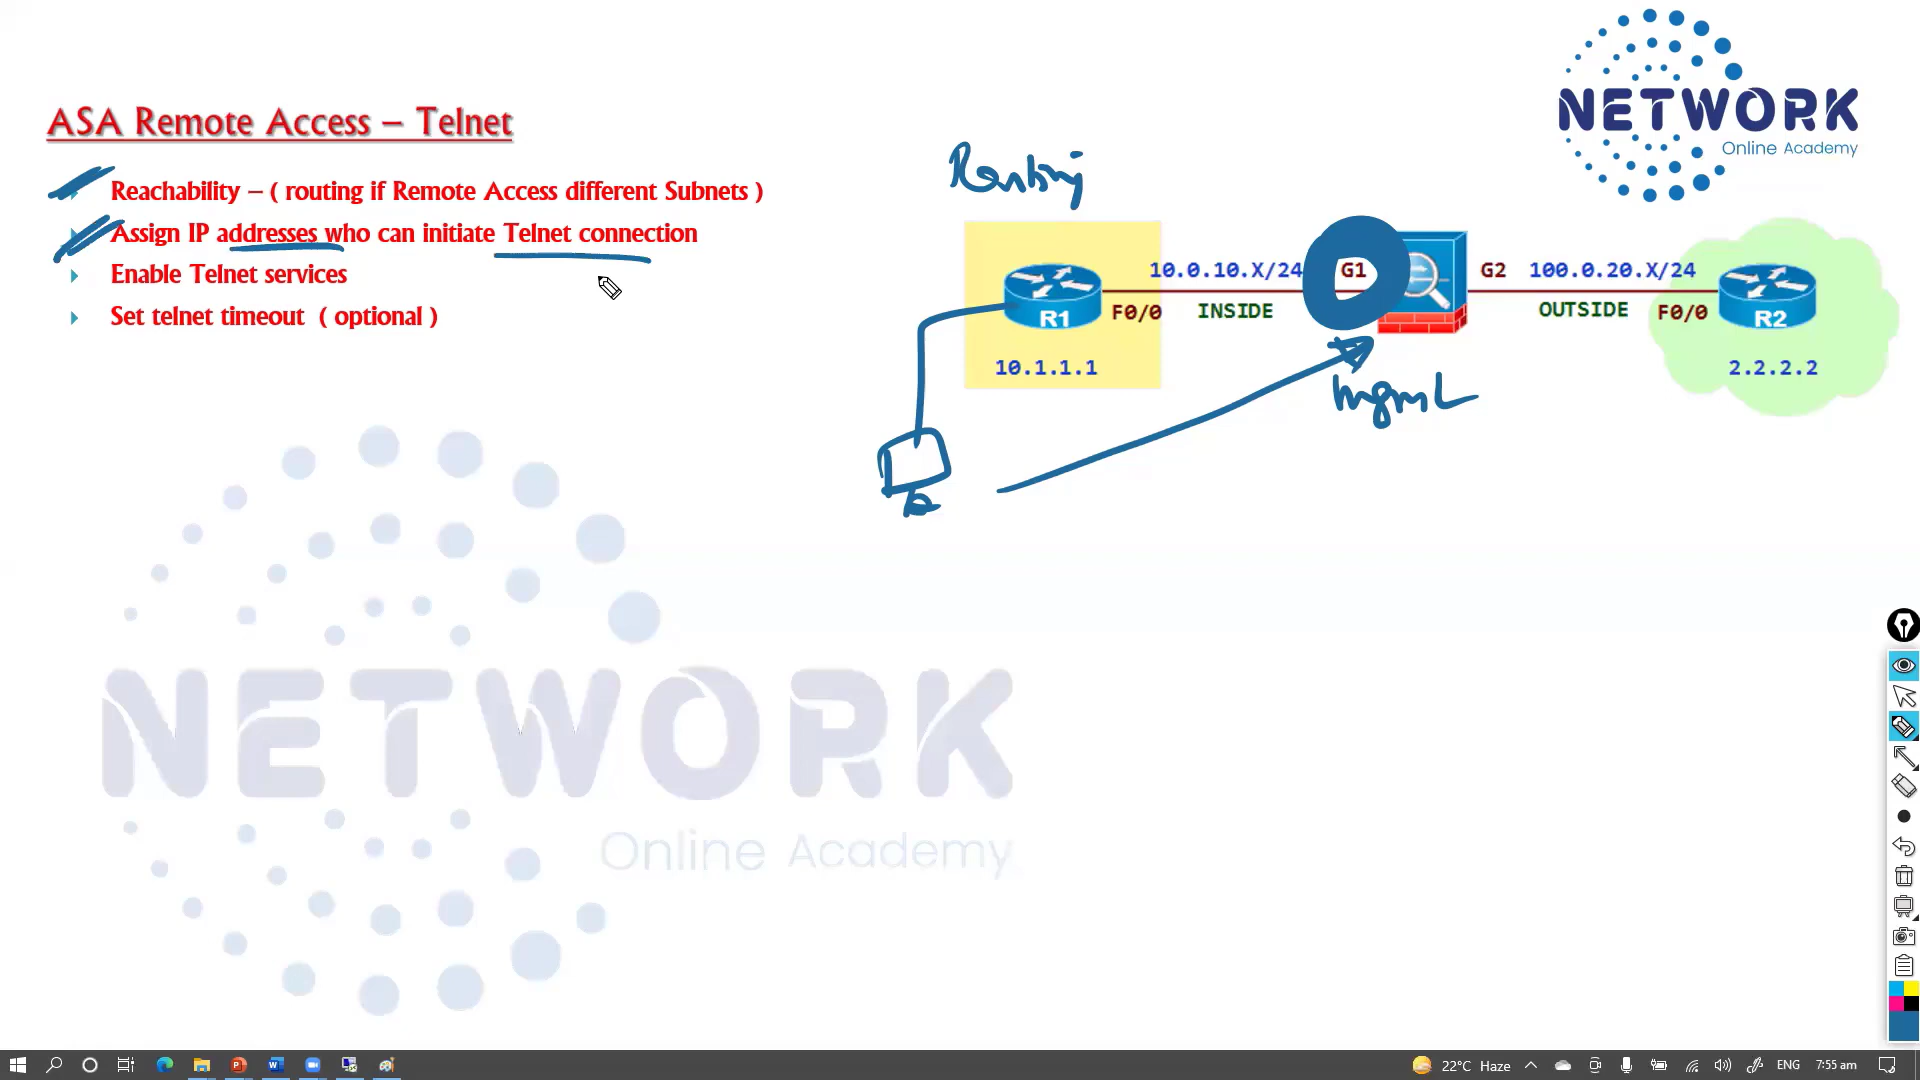 NETWORK
Online Academy
ASA Remote Access – Telnet
Reachability – ( routing if Remote Access different Subnets )
Assign IP addresses who can initiate Telnet connection
Enable Telnet services
Set telnet timeout ( optional )
Routing
10.0.10.X/24
G1
G2
100.0.20.X/24
R1
F0/0
INSIDE
OUTSIDE
F0/0
R2
10.1.1.1
2.2.2.2
mgmt
NETWORK
Online Academy
22°C Haze
ENG
7:55 am